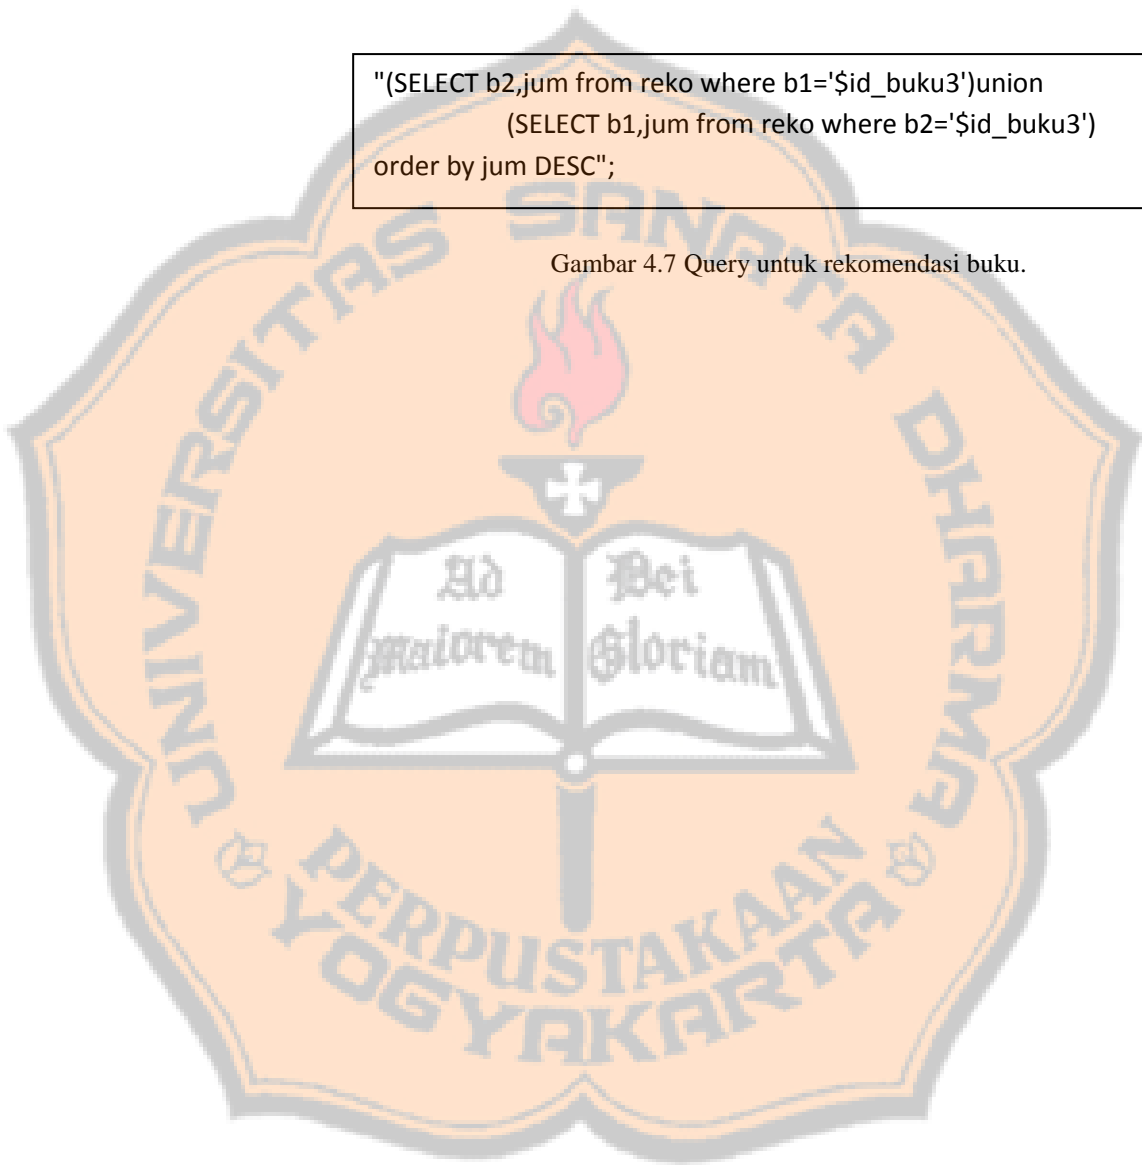 "(SELECT b2,jum from reko where b1='$id_buku3')union
(SELECT b1,jum from reko where b2='$id_buku3')
order by jum DESC";
Gambar 4.7 Query untuk rekomendasi buku.
UNIVERSITAS SANATA DHARMA
Ad Dei
maiorem Gloriam
PERPUSTAKAAN
YOGYAKARTA